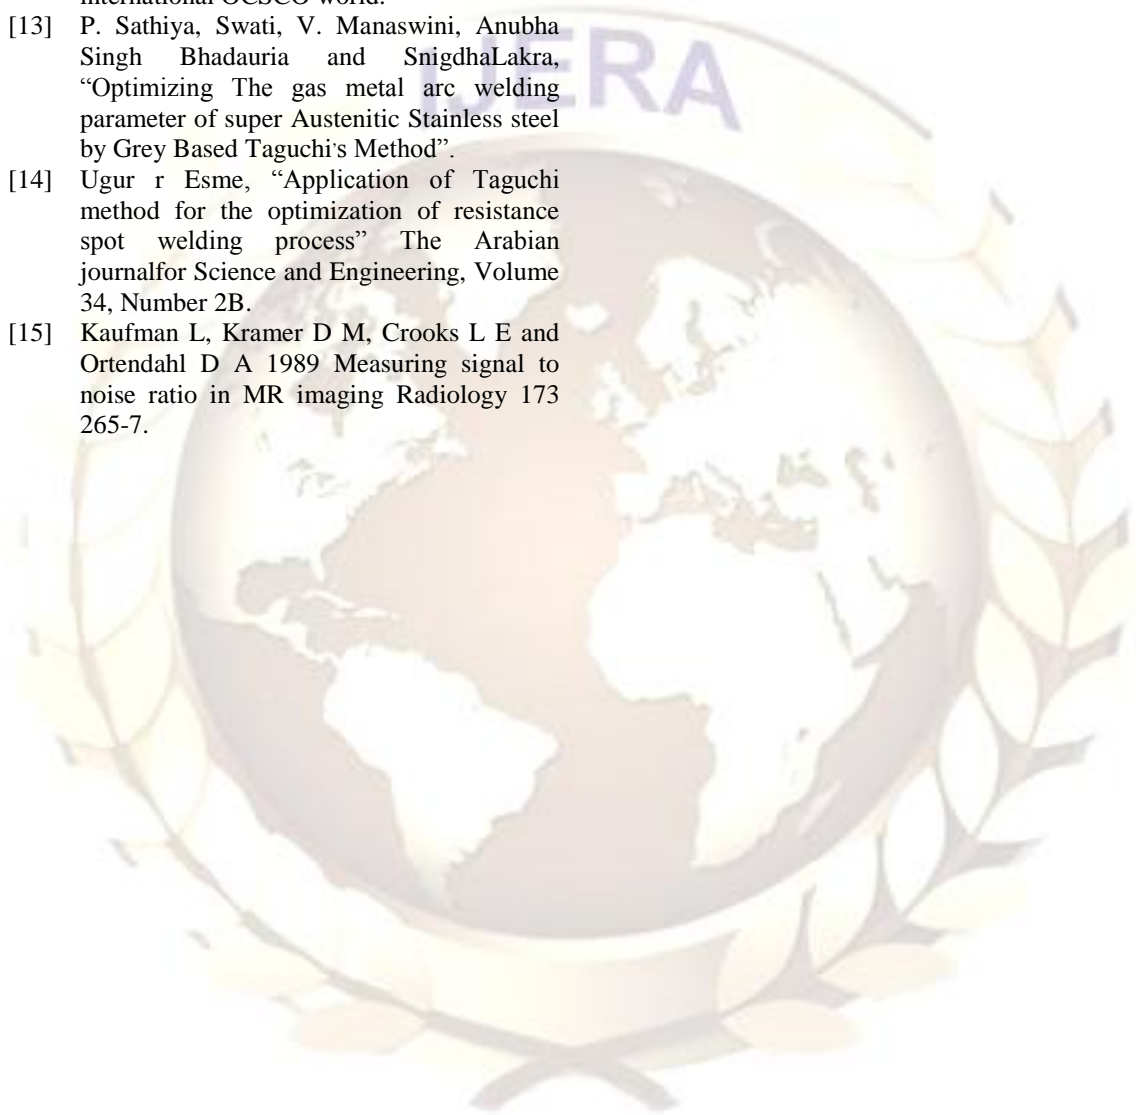 international OCSCO world.
[13] P. Sathiya, Swati, V. Manaswini, Anubha
Singh Bhadauria and SnigdhaLakra,
“Optimizing The gas metal arc welding
parameter of super Austenitic Stainless steel
by Grey Based Taguchi’s Method”.
[14] Ugur r Esme, “Application of Taguchi
method for the optimization of resistance
spot welding process” The Arabian
journalfor Science and Engineering, Volume
34, Number 2B.
[15] Kaufman L, Kramer D M, Crooks L E and
Ortendahl D A 1989 Measuring signal to
noise ratio in MR imaging Radiology 173
265-7.
IJERA